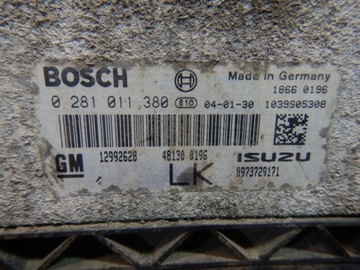 BOSCH
Made in Germany
1866 0196
0 281 011 380 810 04-01-30 1039S05308
GM 12992628 48130 0196 ISUZU
LK 8973729171